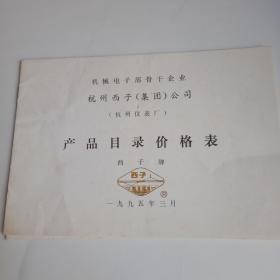 机械电子部骨干企业
杭州西子(集团)公司
(杭州仪表厂)
产品目录价格表
西子牌
西子
®
一九九五年三月